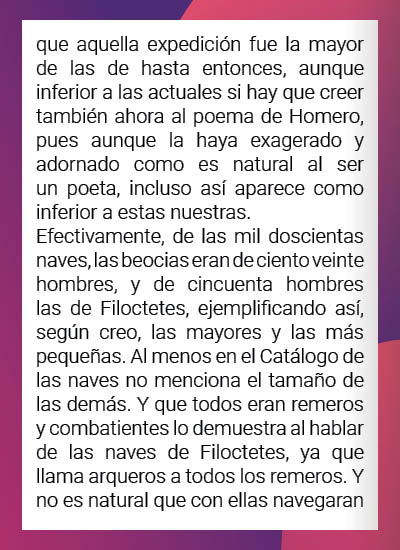 que aquella expedición fue la mayor
de las de hasta entonces, aunque
inferior a las actuales si hay que creer
también ahora al poema de Homero,
pues aunque la haya exagerado y
adornado como es natural al ser
un poeta, incluso así aparece como
inferior a estas nuestras.
Efectivamente, de las mil doscientas
naves, las beocias eran de ciento veinte
hombres, y de cincuenta hombres
las de Filoctetes, ejemplificando así,
según creo, las mayores y las más
pequeñas. Al menos en el Catálogo de
las naves no menciona el tamaño de
las demás. Y que todos eran remeros
y combatientes lo demuestra al hablar
de las naves de Filoctetes, ya que
llama arqueros a todos los remeros. Y
no es natural que con ellas navegaran